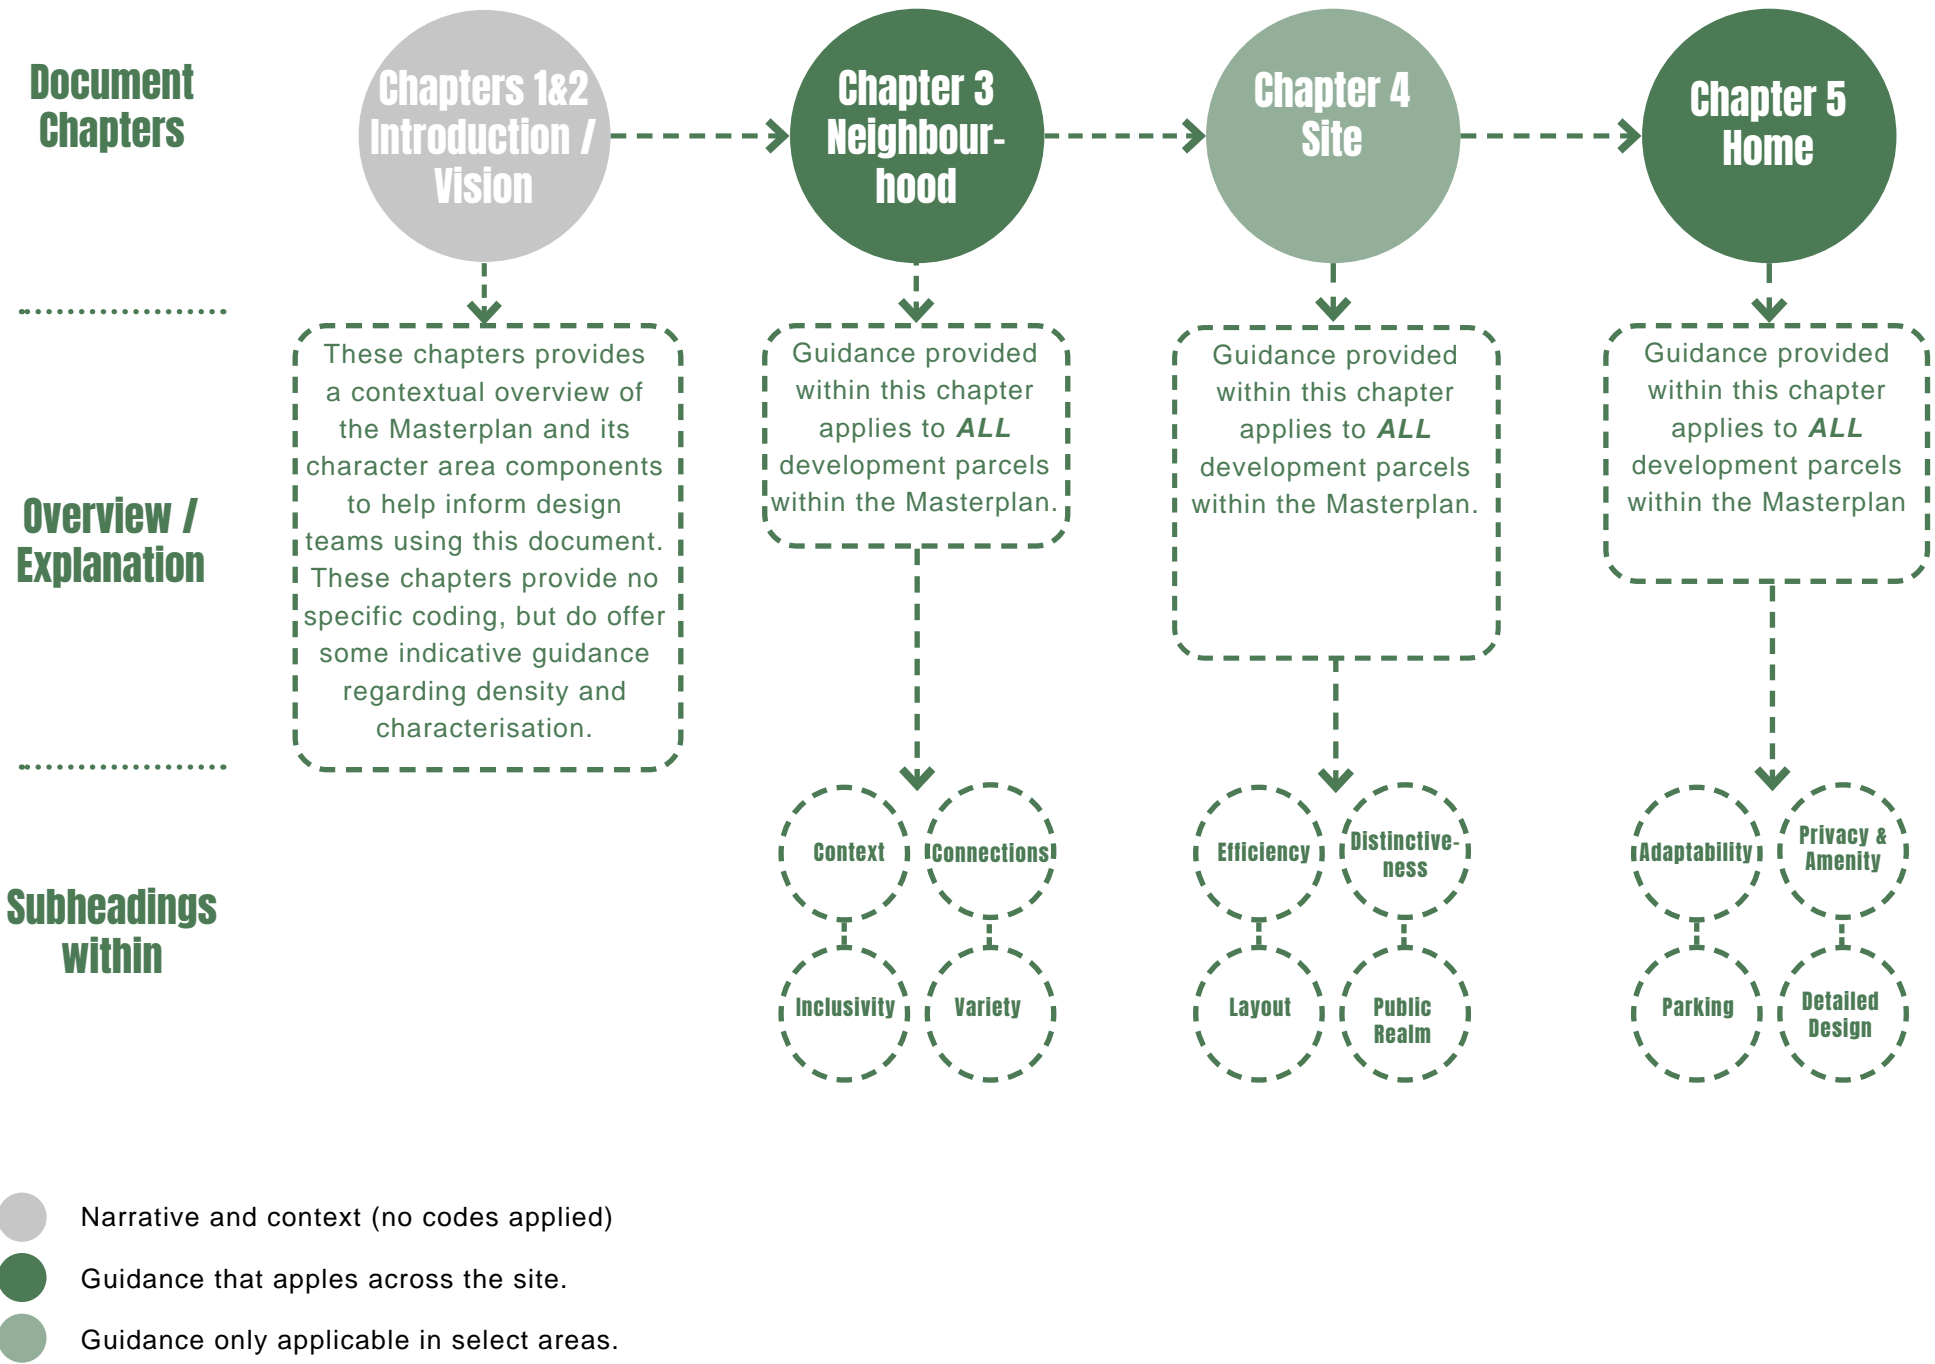 Document
Chapters
Chapters 1&2
Introduction /
Vision
Chapter 3
Neighbour-
hood
Chapter 4
Site
Chapter 5
Home
Overview /
Explanation
These chapters provides
a contextual overview of
the Masterplan and its
character area components
to help inform design
teams using this document.
These chapters provide no
specific coding, but do offer
some indicative guidance
regarding density and
characterisation.
Guidance provided
within this chapter
applies to ALL
development parcels
within the Masterplan.
Guidance provided
within this chapter
applies to ALL
development parcels
within the Masterplan.
Guidance provided
within this chapter
applies to ALL
development parcels
within the Masterplan
Subheadings
within
Context
Connections
Inclusivity
Variety
Efficiency
Distinctive-
ness
Layout
Public
Realm
Adaptability
Privacy &
Amenity
Parking
Detailed
Design
Narrative and context (no codes applied)
Guidance that apples across the site.
Guidance only applicable in select areas.